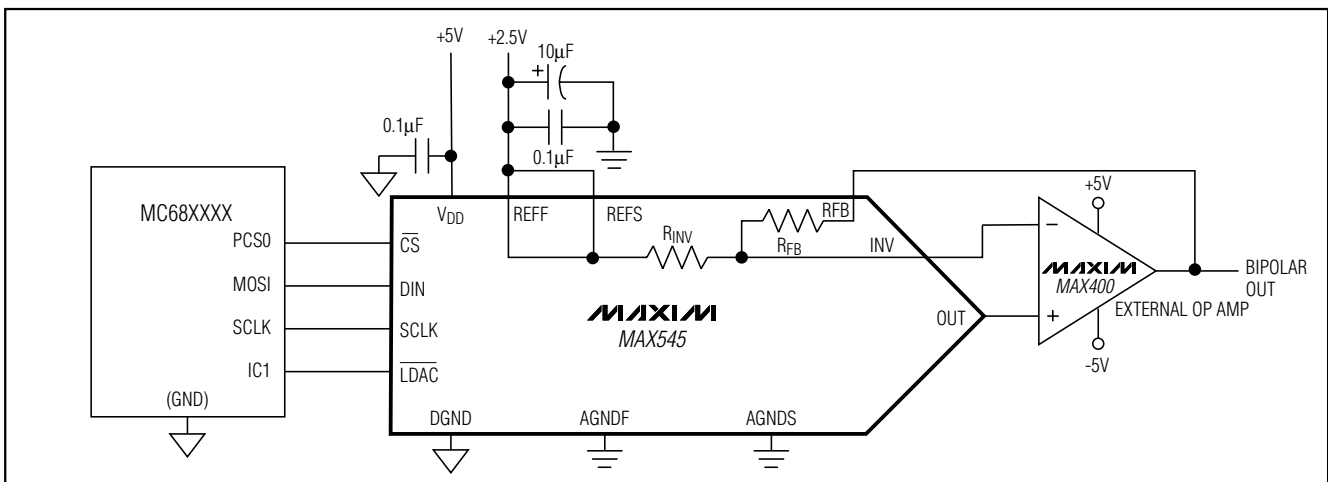 +5V
+2.5V
10μF
+
0.1μF
0.1μF
MC68XXXX
PCS0
MOSI
SCLK
IC1
(GND)
VDD
REFF
REFS
RFB
CS
DIN
SCLK
LDAC
RINV
RFB
INV
MAXIM
MAX545
OUT
DGND
AGNDF
AGNDS
+5V
−
MAXIM
MAX400
EXTERNAL OP AMP
+
-5V
BIPOLAR
OUT